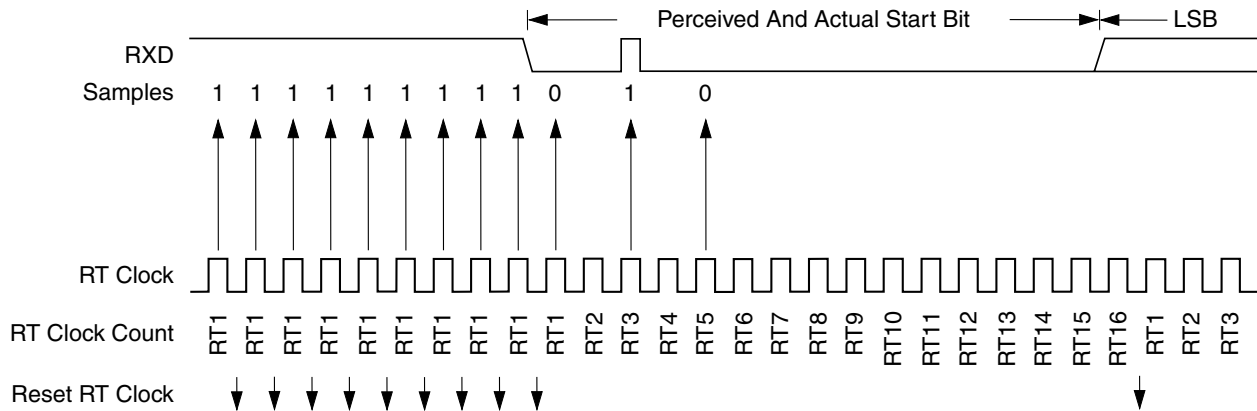 Perceived And Actual Start Bit LSB
RXD
Samples 1 1 1 1 1 1 1 1 1 0 1 0
RT Clock
RT Clock Count RT1 RT1 RT1 RT1 RT1 RT1 RT1 RT1 RT1 RT1 RT2 RT3 RT4 RT5 RT6 RT7 RT8 RT9 RT10 RT11 RT12 RT13 RT14 RT15 RT16 RT1 RT2 RT3
Reset RT Clock